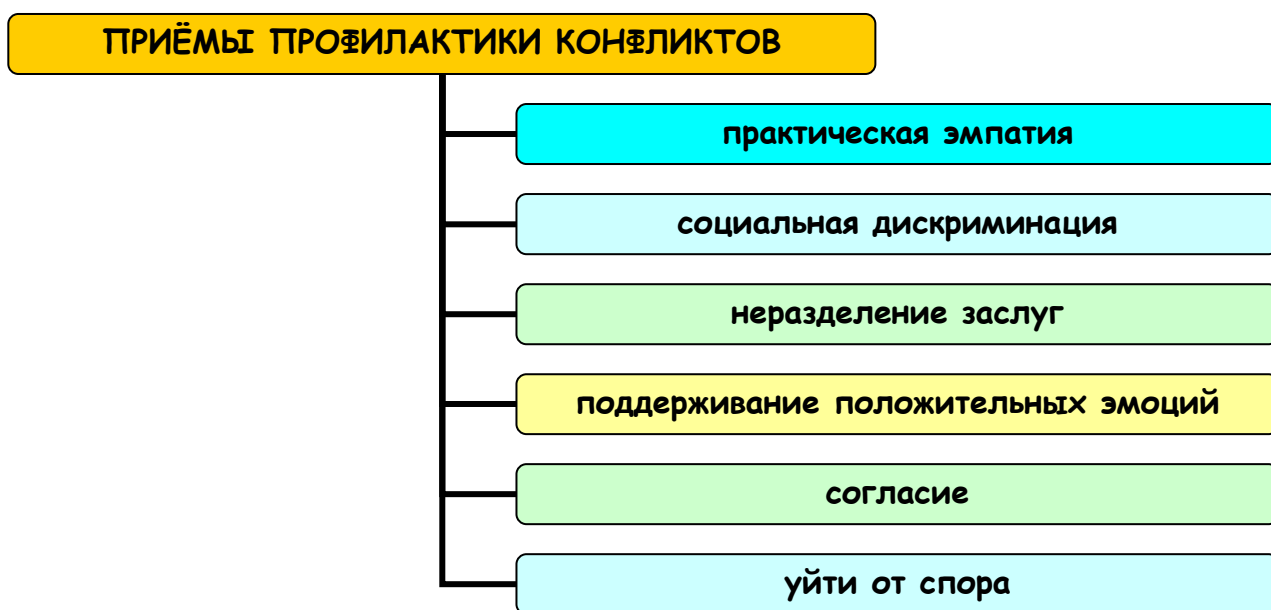 ПРИЁМЫ ПРОФИЛАКТИКИ КОНФЛИКТОВ
практическая эмпатия
социальная дискриминация
неразделение заслуг
поддерживание положительных эмоций
согласие
уйти от спора